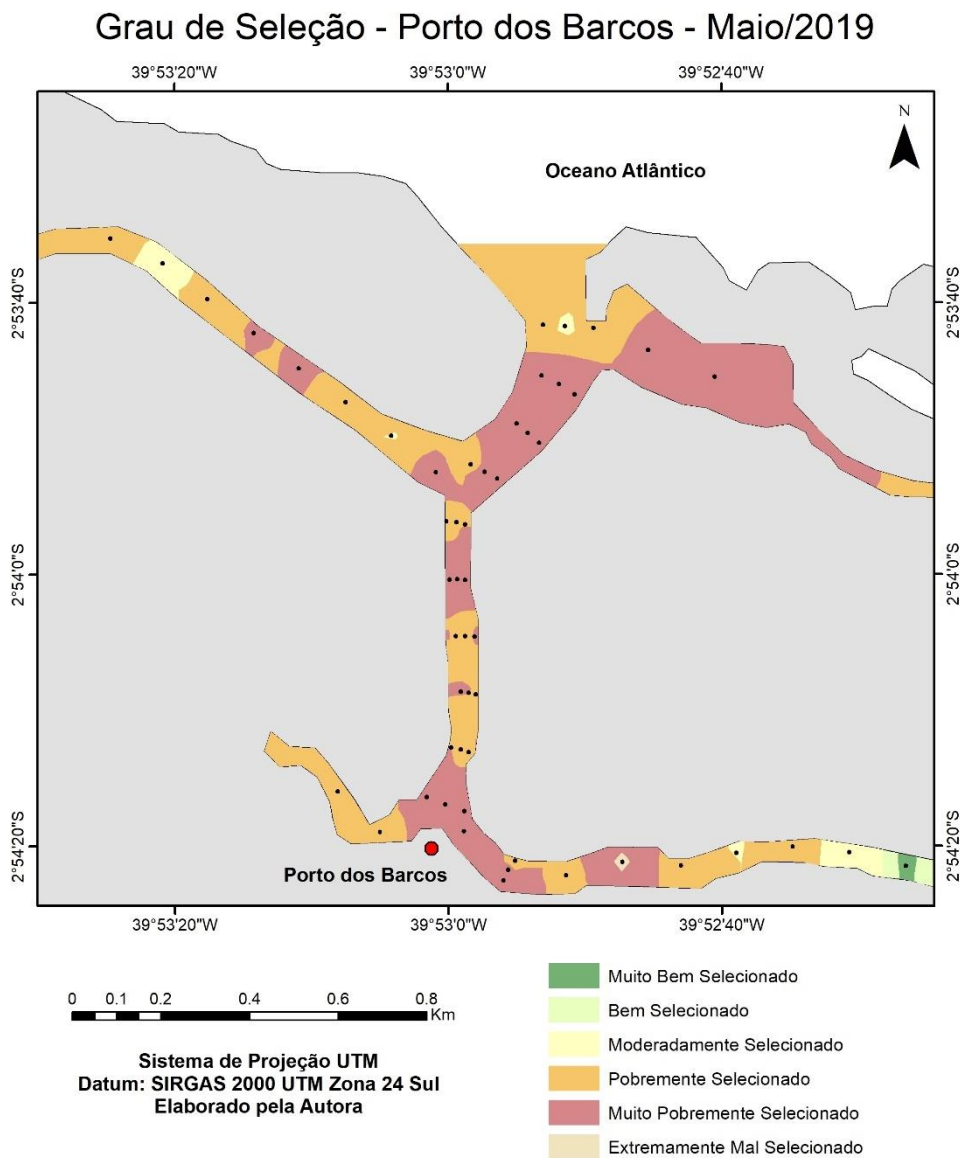 Grau de Seleção - Porto dos Barcos - Maio/2019
39°53'20"W 39°53'0"W 39°52'40"W
N
Oceano Atlântico
2°53'40"S 2°53'40"S
2°54'0"S 2°54'0"S
2°54'20"S 2°54'20"S
Porto dos Barcos
39°53'20"W 39°53'0"W 39°52'40"W
0 0.1 0.2 0.4 0.6 0.8
Km
Sistema de Projeção UTM
Datum: SIRGAS 2000 UTM Zona 24 Sul
Elaborado pela Autora
Muito Bem Selecionado
Bem Selecionado
Moderadamente Selecionado
Pobremente Selecionado
Muito Pobremente Selecionado
Extremamente Mal Selecionado